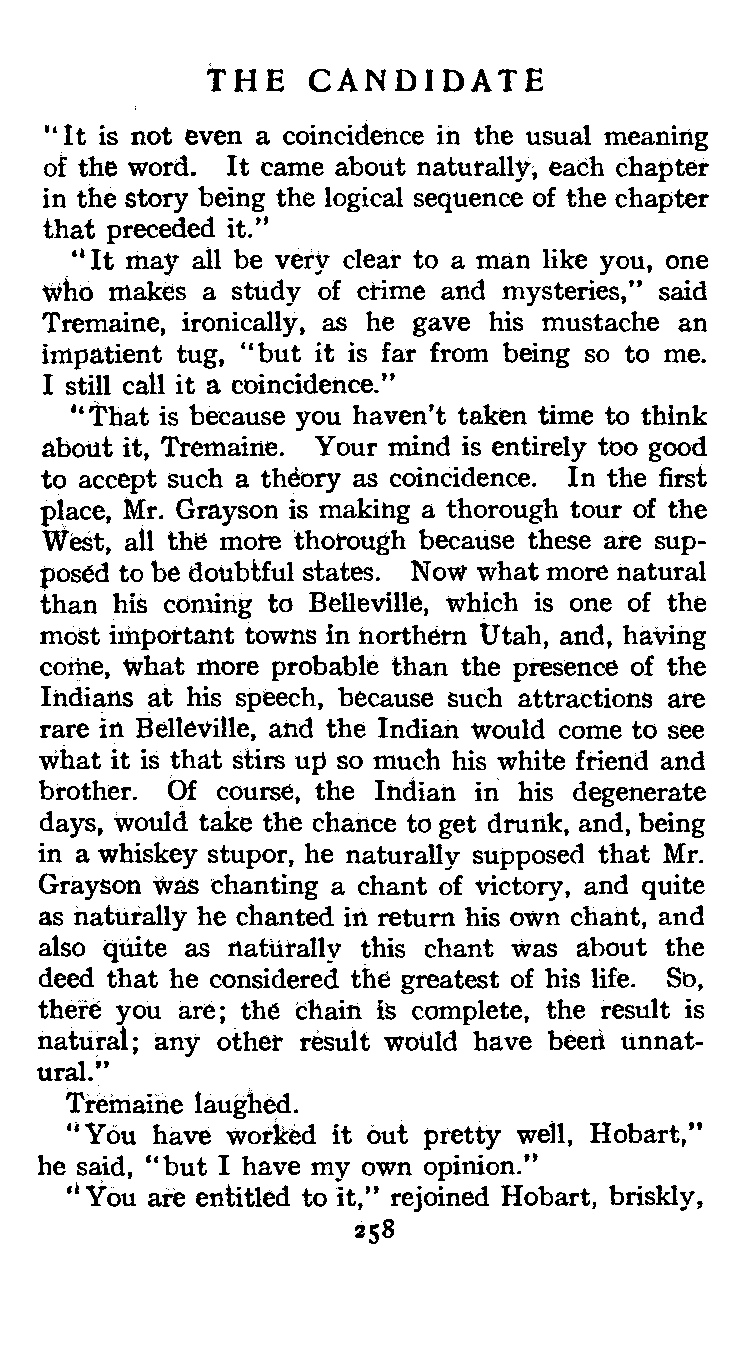 THE CANDIDATE
"It is not even a coincidence in the usual meaning
of the word. It came about naturally, each chapter
in the story being the logical sequence of the chapter
that preceded it."
"It may all be very clear to a man like you, one
who makes a study of crime and mysteries," said
Tremaine, ironically, as he gave his mustache an
impatient tug, "but it is far from being so to me.
I still call it a coincidence."
"That is because you haven't taken time to think
about it, Tremaine. Your mind is entirely too good
to accept such a theory as coincidence. In the first
place, Mr. Grayson is making a thorough tour of the
West, all the more thorough because these are sup-
posed to be doubtful states. Now what more natural
than his coming to Belleville, which is one of the
most important towns in northern Utah, and, having
come, what more probable than the presence of the
Indians at his speech, because such attractions are
rare in Belleville, and the Indian would come to see
what it is that stirs up so much his white friend and
brother. Of course, the Indian in his degenerate
days, would take the chance to get drunk, and, being
in a whiskey stupor, he naturally supposed that Mr.
Grayson was chanting a chant of victory, and quite
as naturally he chanted in return his own chant, and
also quite as naturally this chant was about the
deed that he considered the greatest of his life. So,
there you are; the chain is complete, the result is
natural; any other result would have been unnat-
ural."
Tremaine laughed.
"You have worked it out pretty well, Hobart,"
he said, "but I have my own opinion."
"You are entitled to it," rejoined Hobart, briskly,
258